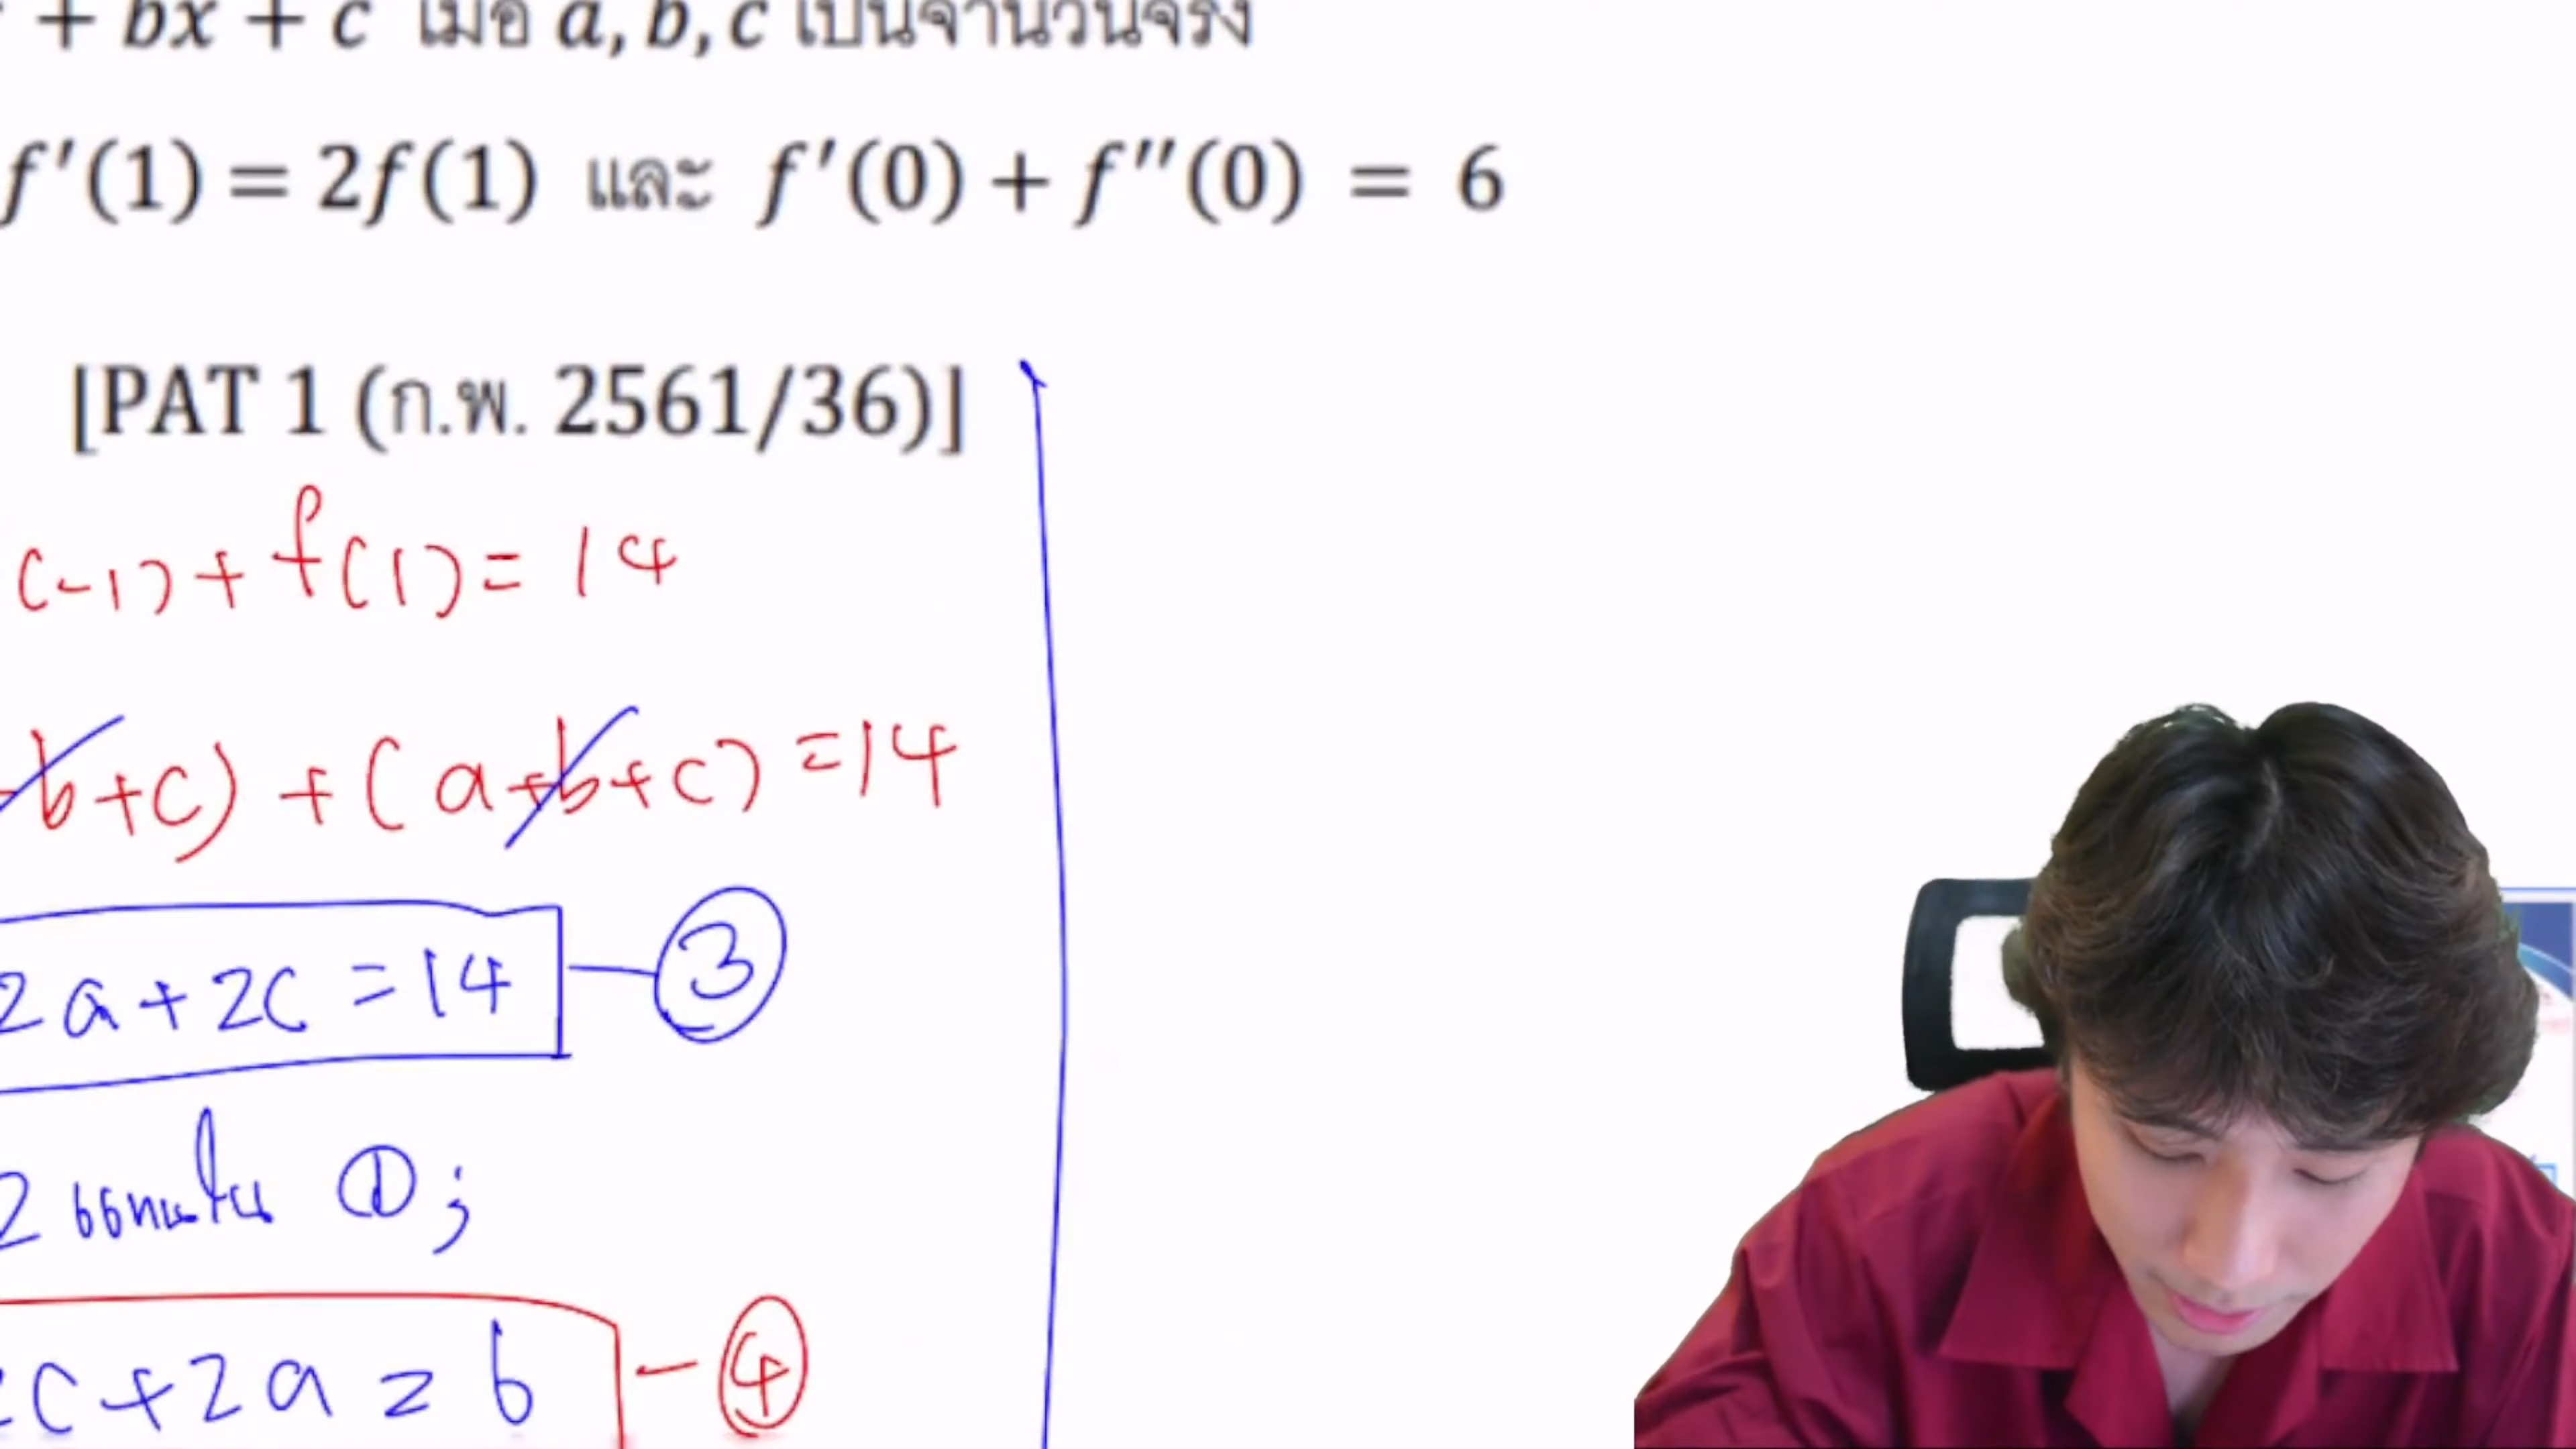 + bx + c เมื่อ a, b, c เป็นจำนวนจริง
f′(1) = 2f(1) และ f′(0) + f″(0) = 6
[PAT 1 (ก.พ. 2561/36)]
(-1) + f(1) = 14
-b+c) + (a+b+c) = 14
2a+2c = 14 — ③
2 แทนใน ①;
c+2a = b — ④